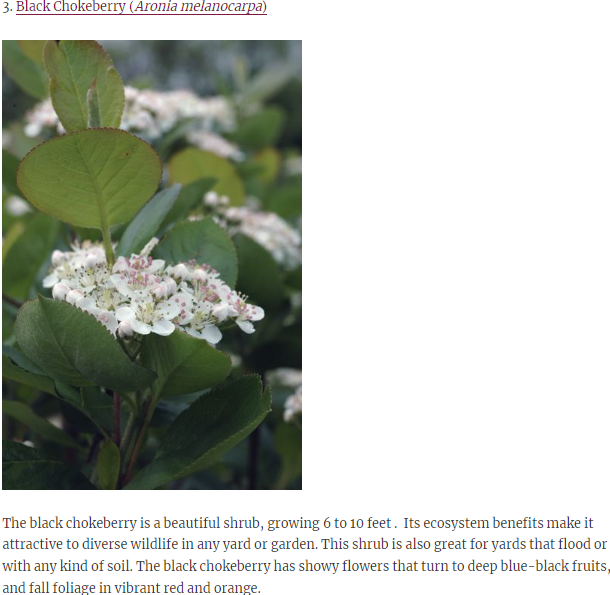 3. Black Chokeberry (Aronia melanocarpa)
The black chokeberry is a beautiful shrub, growing 6 to 10 feet .  Its ecosystem benefits make it
attractive to diverse wildlife in any yard or garden. This shrub is also great for yards that flood or
with any kind of soil. The black chokeberry has showy flowers that turn to deep blue-black fruits,
and fall foliage in vibrant red and orange.